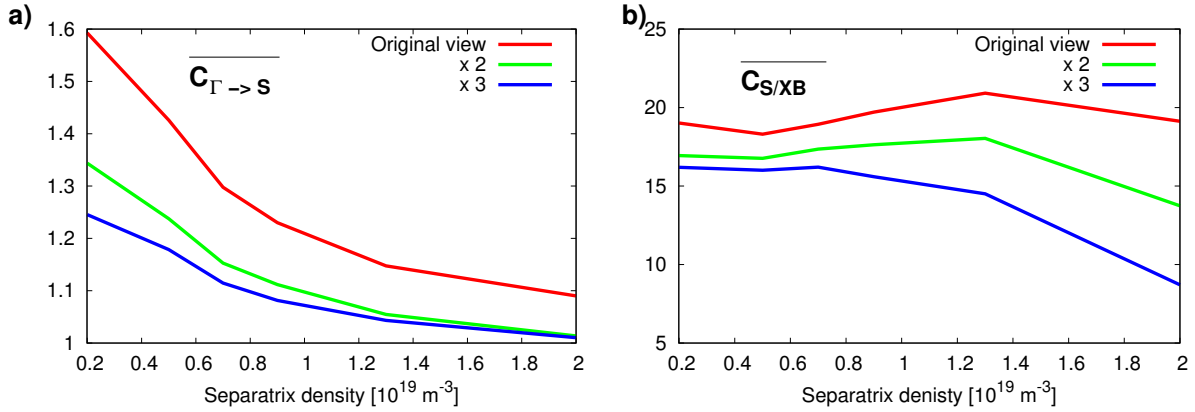 a)
1.6
1.5
1.4
1.3
1.2
1.1
1
C Γ −> S
Original view
x 2
x 3
0.2 0.4 0.6 0.8 1 1.2 1.4 1.6 1.8 2
Separatrix density [10^19 m^-3]
b)
25
20
15
10
5
C S/XB
Original view
x 2
x 3
0.2 0.4 0.6 0.8 1 1.2 1.4 1.6 1.8 2
Separatrix denisty [10^19 m^-3]